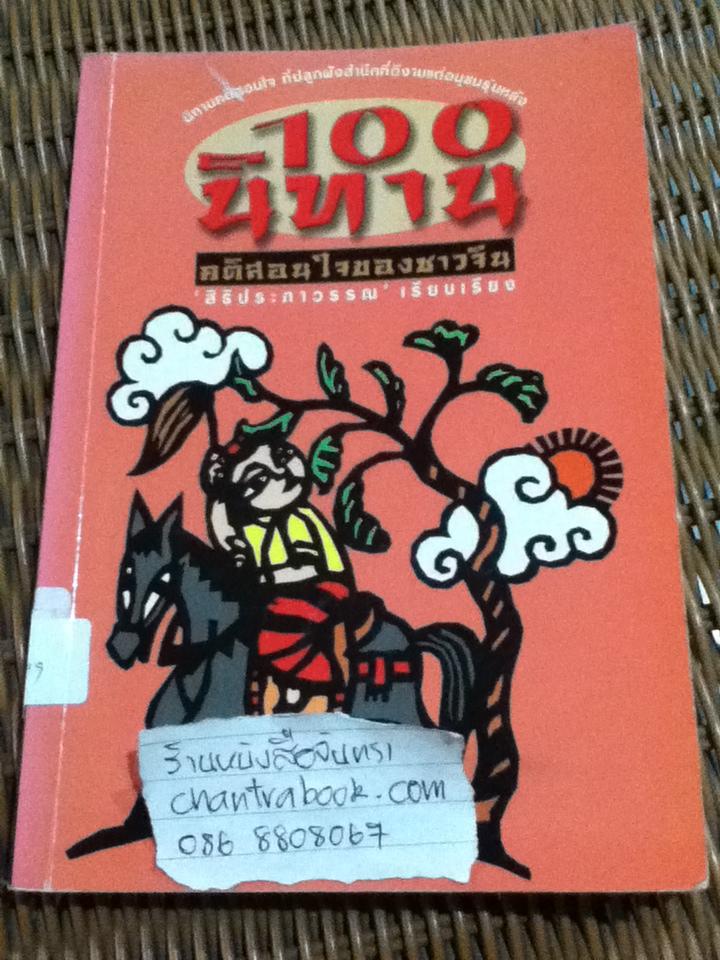 นิทานคติสอนใจ ที่ปลูกฝังสำนึกที่ดีงามแด่อนุชนรุ่นหลัง
100
นิทาน
คติสอนใจของชาวจีน
'สิริประภาวรรณ' เรียบเรียง
ร้านหนังสือจันทรา
chantrabook.com
086 8808067